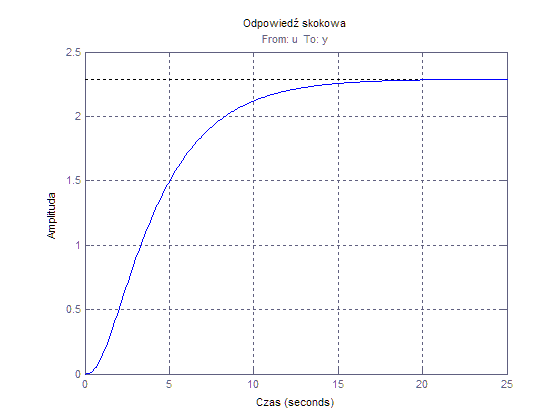 Odpowiedź skokowa
From: u To: y
2.5
2
1.5
1
0.5
0
Amplituda
0 5 10 15 20 25
Czas (seconds)